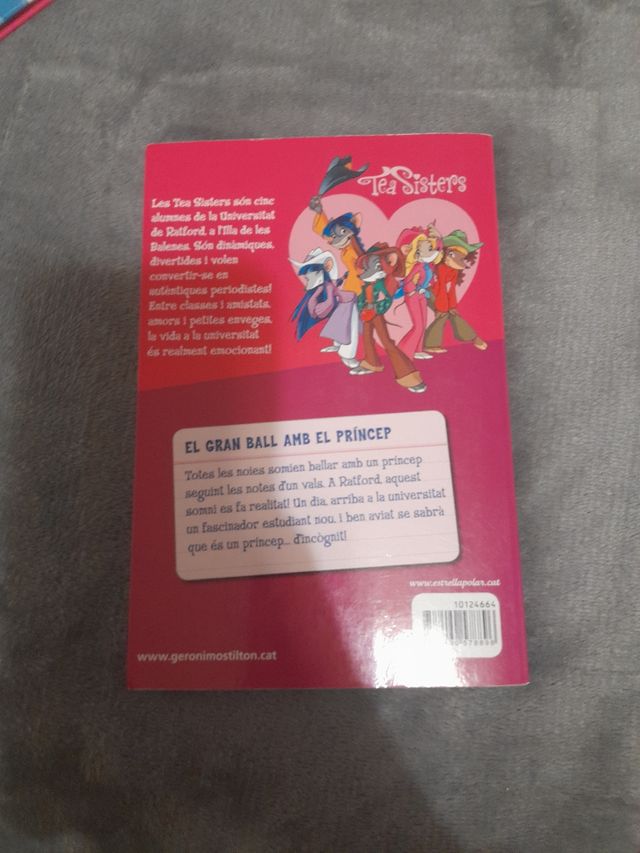 Tea Sisters
Les Tea Sisters són cinc
alumnes de la Universitat
de Ratford, a l'Illa de les
Balenes. Són dinàmiques,
divertides i volen
convertir-se en
autèntiques periodistes!
Entre classes i amistats,
amors i petites enveges,
la vida a la universitat
és realment emocionant!
EL GRAN BALL AMB EL PRÍNCEP
Totes les noies somien ballar amb un príncep
seguint les notes d'un vals. A Ratford, aquest
somni es fa realitat! Un dia, arriba a la universitat
un fascinador estudiant nou, i ben aviat se sabrà
que és un príncep... d'incògnit!
www.estrellapolar.cat
10124664
www.geronimostilton.cat